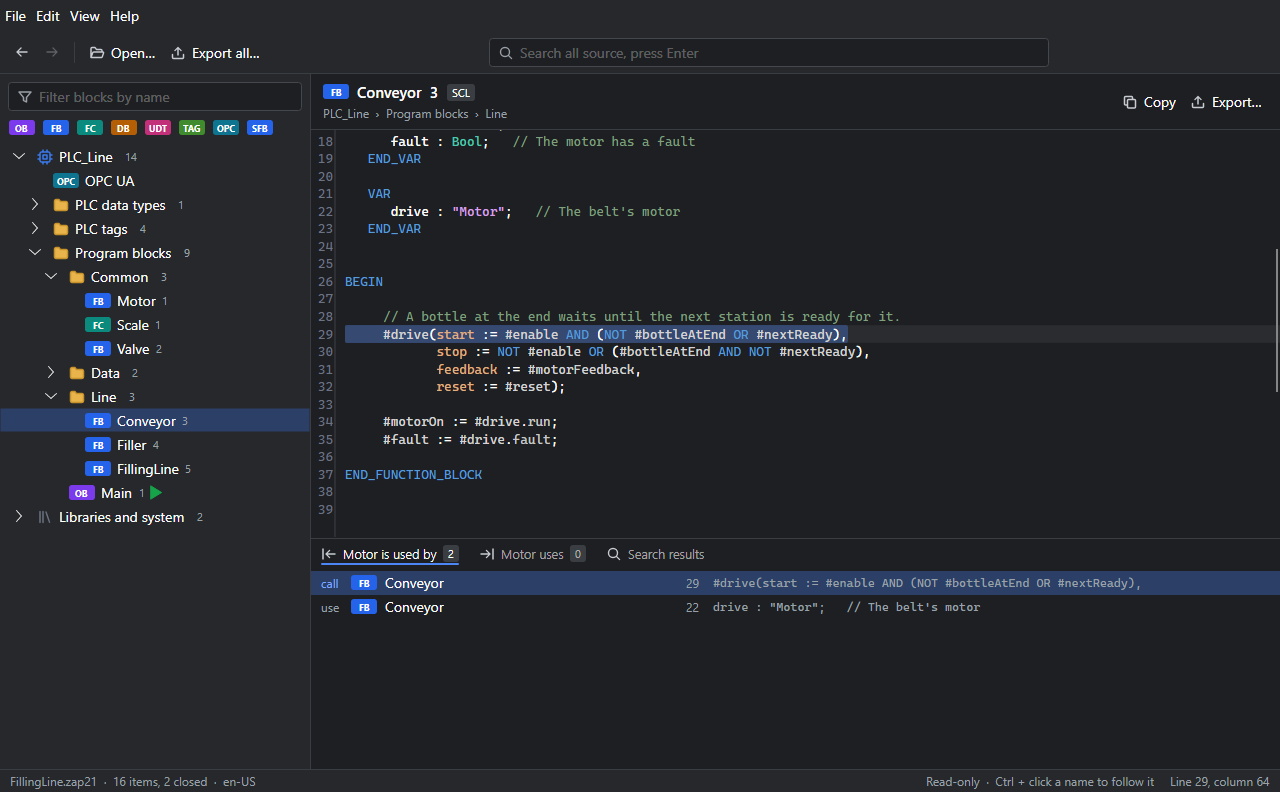 File Edit View Help
Open... Export all... Search all source, press Enter
Filter blocks by name
OB FB FC DB UDT TAG OPC SFB
PLC_Line 14
OPC OPC UA
PLC data types 1
PLC tags 4
Program blocks 9
Common 3
FB Motor 1
FC Scale 1
FB Valve 2
Data 2
Line 3
FB Conveyor 3
FB Filler 4
FB FillingLine 5
OB Main 1
Libraries and system 2
FB Conveyor 3 SCL
PLC_Line › Program blocks › Line
Copy Export...
18 fault : Bool; // The motor has a fault
19 END_VAR
20
21 VAR
22 drive : "Motor"; // The belt's motor
23 END_VAR
24
25
26 BEGIN
27
28 // A bottle at the end waits until the next station is ready for it.
29 #drive(start := #enable AND (NOT #bottleAtEnd OR #nextReady),
30 stop := NOT #enable OR (#bottleAtEnd AND NOT #nextReady),
31 feedback := #motorFeedback,
32 reset := #reset);
33
34 #motorOn := #drive.run;
35 #fault := #drive.fault;
36
37 END_FUNCTION_BLOCK
38
39
Motor is used by 2 Motor uses 0 Search results
call FB Conveyor 29 #drive(start := #enable AND (NOT #bottleAtEnd OR #nextReady),
use FB Conveyor 22 drive : "Motor"; // The belt's motor
FillingLine.zap21 · 16 items, 2 closed · en-US
Read-only · Ctrl + click a name to follow it Line 29, column 64